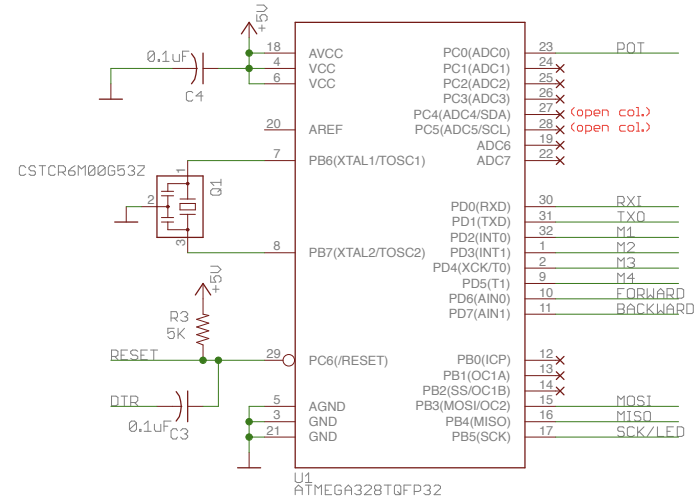 +5V
0.1uF
C4
18 AVCC PC0(ADC0) 23 POT
4 VCC PC1(ADC1) 24
6 VCC PC2(ADC2) 25
PC3(ADC3) 26
PC4(ADC4/SDA) 27 (open col.)
20 AREF PC5(ADC5/SCL) 28 (open col.)
ADC6 19
7 PB6(XTAL1/TOSC1) ADC7 22
CSTCR6M00G53Z
1
2
3
Q1
PD0(RXD) 30 RXI
PD1(TXD) 31 TXO
PD2(INT0) 32 M1
8 PB7(XTAL2/TOSC2) PD3(INT1) 1 M2
PD4(XCK/T0) 2 M3
PD5(T1) 9 M4
PD6(AIN0) 10 FORWARD
PD7(AIN1) 11 BACKWARD
+5V
R3
5K
RESET 29 PC6(/RESET) PB0(ICP) 12
PB1(OC1A) 13
PB2(SS/OC1B) 14
DTR 5 AGND PB3(MOSI/OC2) 15 MOSI
3 GND PB4(MISO) 16 MISO
0.1uF C3
21 GND PB5(SCK) 17 SCK/LED
U1
ATMEGA328TQFP32